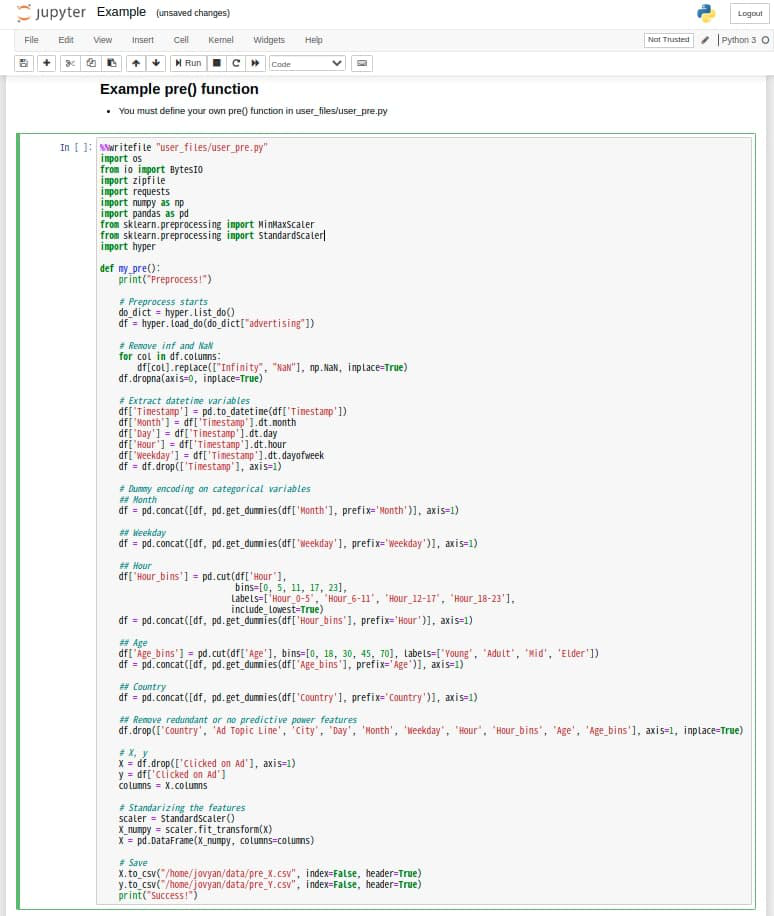 jupyter Example (unsaved changes)
Logout
File Edit View Insert Cell Kernel Widgets Help
Not Trusted Python 3
Run Code
Example pre() function
• You must define your own pre() function in user_files/user_pre.py
In [ ]: %%writefile "user_files/user_pre.py"
import os
from io import BytesIO
import zipfile
import requests
import numpy as np
import pandas as pd
from sklearn.preprocessing import MinMaxScaler
from sklearn.preprocessing import StandardScaler
import hyper
def my_pre():
print("Preprocess!")
# Preprocess starts
do_dict = hyper.list_do()
df = hyper.load_do(do_dict["advertising"])
# Remove inf and NaN
for col in df.columns:
df[col].replace(["Infinity", "NaN"], np.NaN, inplace=True)
df.dropna(axis=0, inplace=True)
# Extract datetime variables
df['Timestamp'] = pd.to_datetime(df['Timestamp'])
df['Month'] = df['Timestamp'].dt.month
df['Day'] = df['Timestamp'].dt.day
df['Hour'] = df['Timestamp'].dt.hour
df['Weekday'] = df['Timestamp'].dt.dayofweek
df = df.drop(['Timestamp'], axis=1)
# Dummy encoding on categorical variables
## Month
df = pd.concat([df, pd.get_dummies(df['Month'], prefix='Month')], axis=1)
## Weekday
df = pd.concat([df, pd.get_dummies(df['Weekday'], prefix='Weekday')], axis=1)
## Hour
df['Hour_bins'] = pd.cut(df['Hour'],
bins=[0, 5, 11, 17, 23],
labels=['Hour_0-5', 'Hour_6-11', 'Hour_12-17', 'Hour_18-23'],
include_lowest=True)
df = pd.concat([df, pd.get_dummies(df['Hour_bins'], prefix='Hour')], axis=1)
## Age
df['Age_bins'] = pd.cut(df['Age'], bins=[0, 18, 30, 45, 70], labels=['Young', 'Adult', 'Mid', 'Elder'])
df = pd.concat([df, pd.get_dummies(df['Age_bins'], prefix='Age')], axis=1)
## Country
df = pd.concat([df, pd.get_dummies(df['Country'], prefix='Country')], axis=1)
## Remove redundant or no predictive power features
df.drop(['Country', 'Ad Topic Line', 'City', 'Day', 'Month', 'Weekday', 'Hour', 'Hour_bins', 'Age', 'Age_bins'], axis=1, inplace=True)
# X, y
X = df.drop(['Clicked on Ad'], axis=1)
y = df['Clicked on Ad']
columns = X.columns
# Standarizing the features
scaler = StandardScaler()
X_numpy = scaler.fit_transform(X)
X = pd.DataFrame(X_numpy, columns=columns)
# Save
X.to_csv("/home/jovyan/data/pre_X.csv", index=False, header=True)
y.to_csv("/home/jovyan/data/pre_Y.csv", index=False, header=True)
print("Success!")